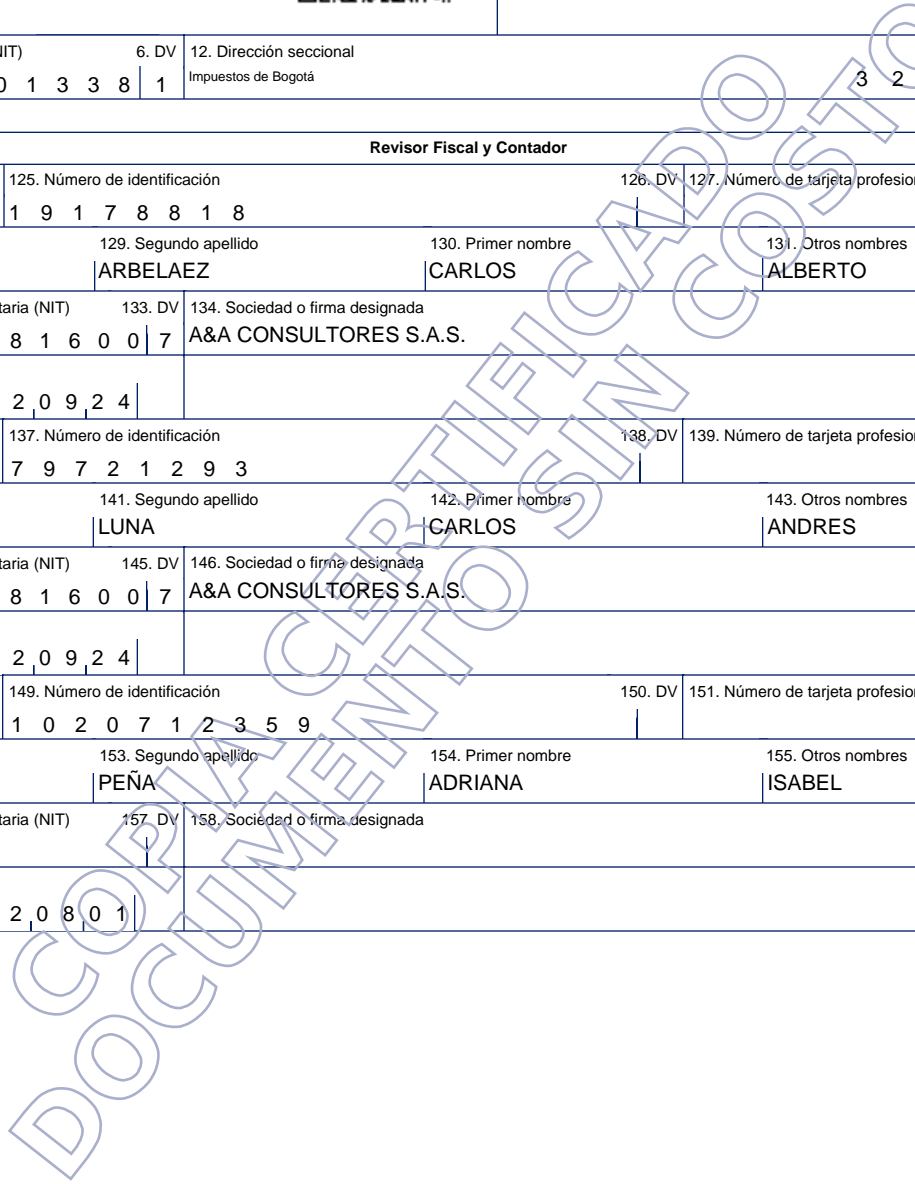 IIT) 6. DV 12. Dirección seccional
0 1 3 3 8 1 Impuestos de Bogotá 3 2
Revisor Fiscal y Contador
125. Número de identificación 126. DV 127. Número de tarjeta profesion
1 9 1 7 8 8 1 8
129. Segundo apellido 130. Primer nombre 131. Otros nombres
ARBELAEZ CARLOS ALBERTO
taria (NIT) 133. DV 134. Sociedad o firma designada
8 1 6 0 0 7 A&A CONSULTORES S.A.S.
2 0 9 2 4
137. Número de identificación 138. DV 139. Número de tarjeta profesion
7 9 7 2 1 2 9 3
141. Segundo apellido 142. Primer nombre 143. Otros nombres
LUNA CARLOS ANDRES
taria (NIT) 145. DV 146. Sociedad o firma designada
8 1 6 0 0 7 A&A CONSULTORES S.A.S.
2 0 9 2 4
149. Número de identificación 150. DV 151. Número de tarjeta profesion
1 0 2 0 7 1 2 3 5 9
153. Segundo apellido 154. Primer nombre 155. Otros nombres
PEÑA ADRIANA ISABEL
taria (NIT) 157. DV 158. Sociedad o firma designada
2 0 8 0 1
COPIA CERTIFICADO
DOCUMENTO SIN COSTO